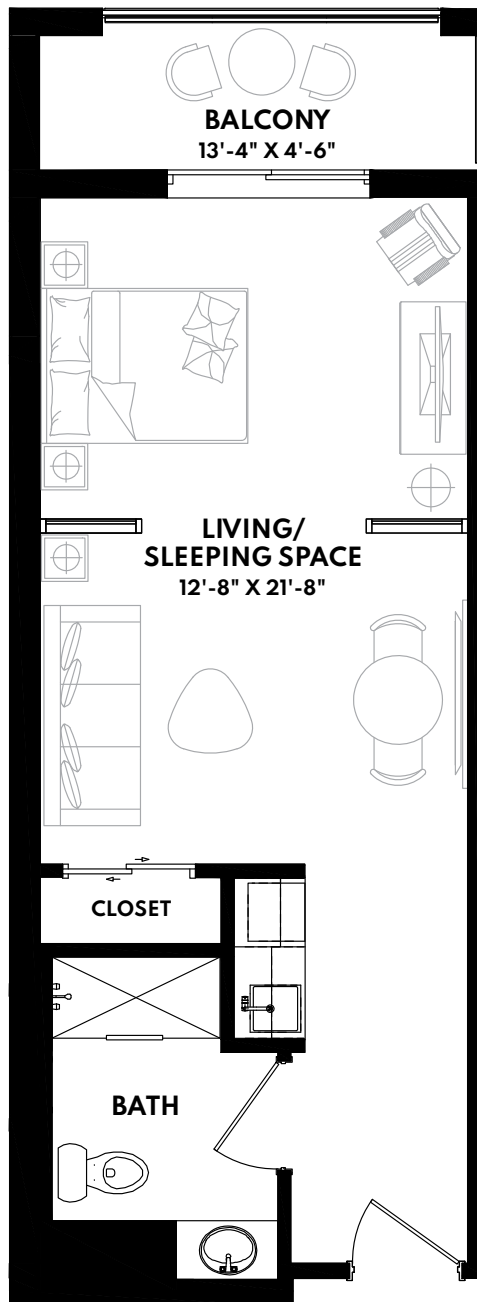 BALCONY
13'-4" X 4'-6"
LIVING/
SLEEPING SPACE
12'-8" X 21'-8"
CLOSET
BATH